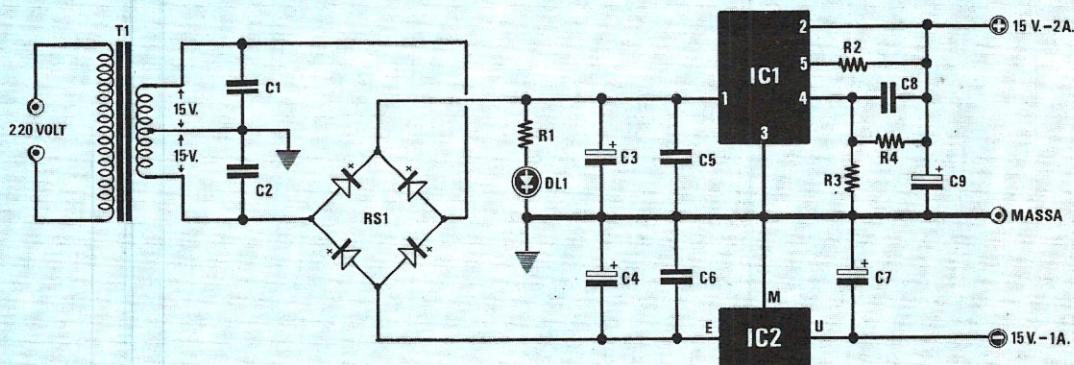 T1
220 VOLT
15 V.
15 V.
C1
C2
RS1
R1
DL1
C3
C4
C5
C6
IC1
1
2
5
4
3
R2
C8
R4
R3
C9
C7
IC2
E
M
U
15 V.-2A.
MASSA
15 V.-1A.
+
+
+
+